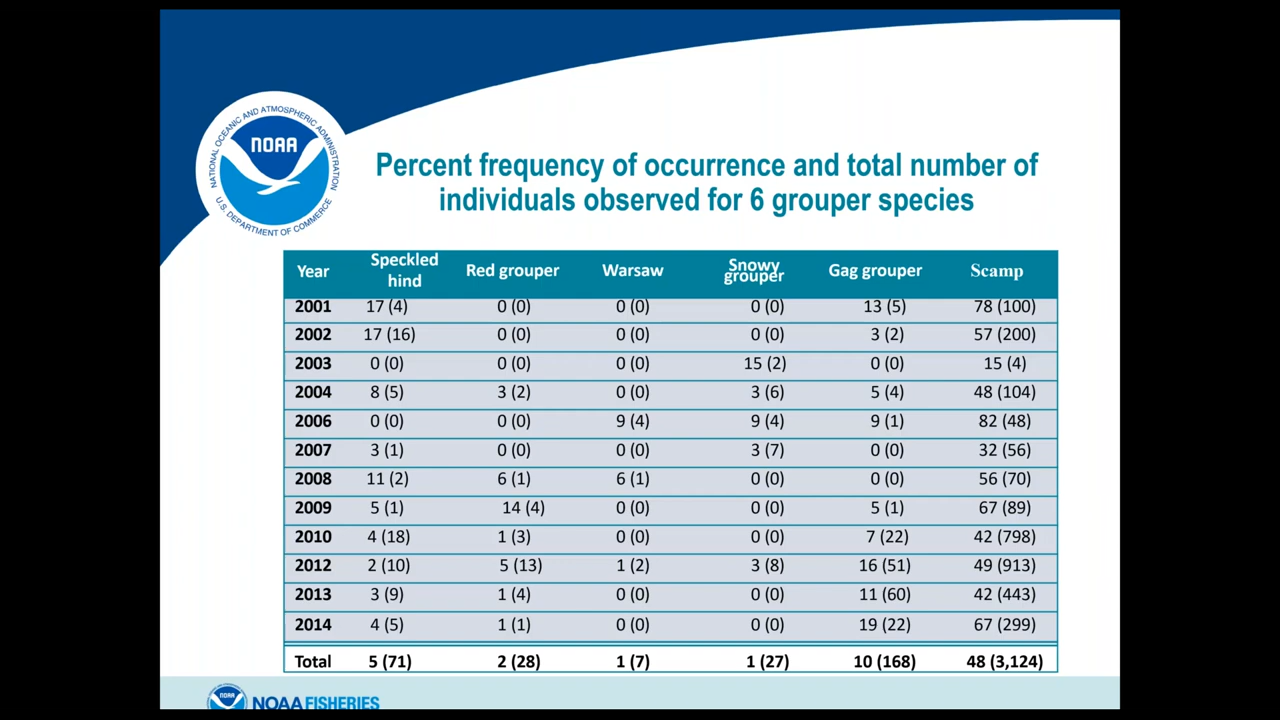 NATIONAL OCEANIC AND ATMOSPHERIC ADMINISTRATION
NOAA
U.S. DEPARTMENT OF COMMERCE
Percent frequency of occurrence and total number of
individuals observed for 6 grouper species
Year Speckled hind Red grouper Warsaw Snowy grouper Gag grouper Scamp
2001 17 (4) 0 (0) 0 (0) 0 (0) 13 (5) 78 (100)
2002 17 (16) 0 (0) 0 (0) 0 (0) 3 (2) 57 (200)
2003 0 (0) 0 (0) 0 (0) 15 (2) 0 (0) 15 (4)
2004 8 (5) 3 (2) 0 (0) 3 (6) 5 (4) 48 (104)
2006 0 (0) 0 (0) 9 (4) 9 (4) 9 (1) 82 (48)
2007 3 (1) 0 (0) 0 (0) 3 (7) 0 (0) 32 (56)
2008 11 (2) 6 (1) 6 (1) 0 (0) 0 (0) 56 (70)
2009 5 (1) 14 (4) 0 (0) 0 (0) 5 (1) 67 (89)
2010 4 (18) 1 (3) 0 (0) 0 (0) 7 (22) 42 (798)
2012 2 (10) 5 (13) 1 (2) 3 (8) 16 (51) 49 (913)
2013 3 (9) 1 (4) 0 (0) 0 (0) 11 (60) 42 (443)
2014 4 (5) 1 (1) 0 (0) 0 (0) 19 (22) 67 (299)
Total 5 (71) 2 (28) 1 (7) 1 (27) 10 (168) 48 (3,124)
NOAA
NOAA FISHERIES